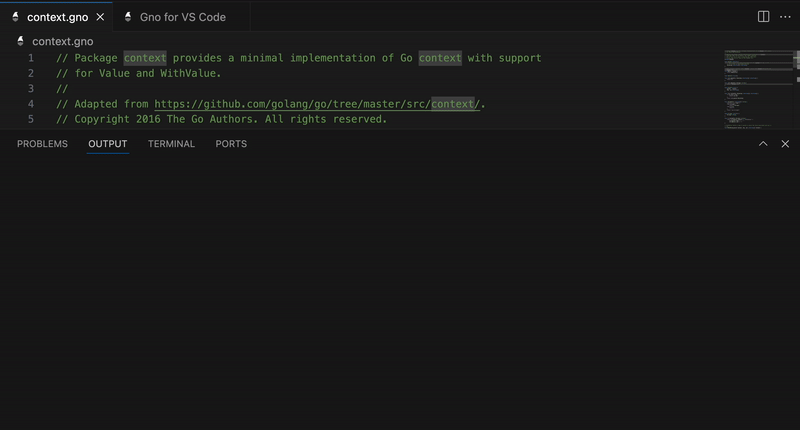 context.gno Gno for VS Code
context.gno
1 // Package context provides a minimal implementation of Go context with support
2 // for Value and WithValue.
3 //
4 // Adapted from https://github.com/golang/go/tree/master/src/context/.
5 // Copyright 2016 The Go Authors. All rights reserved.
PROBLEMS OUTPUT TERMINAL PORTS